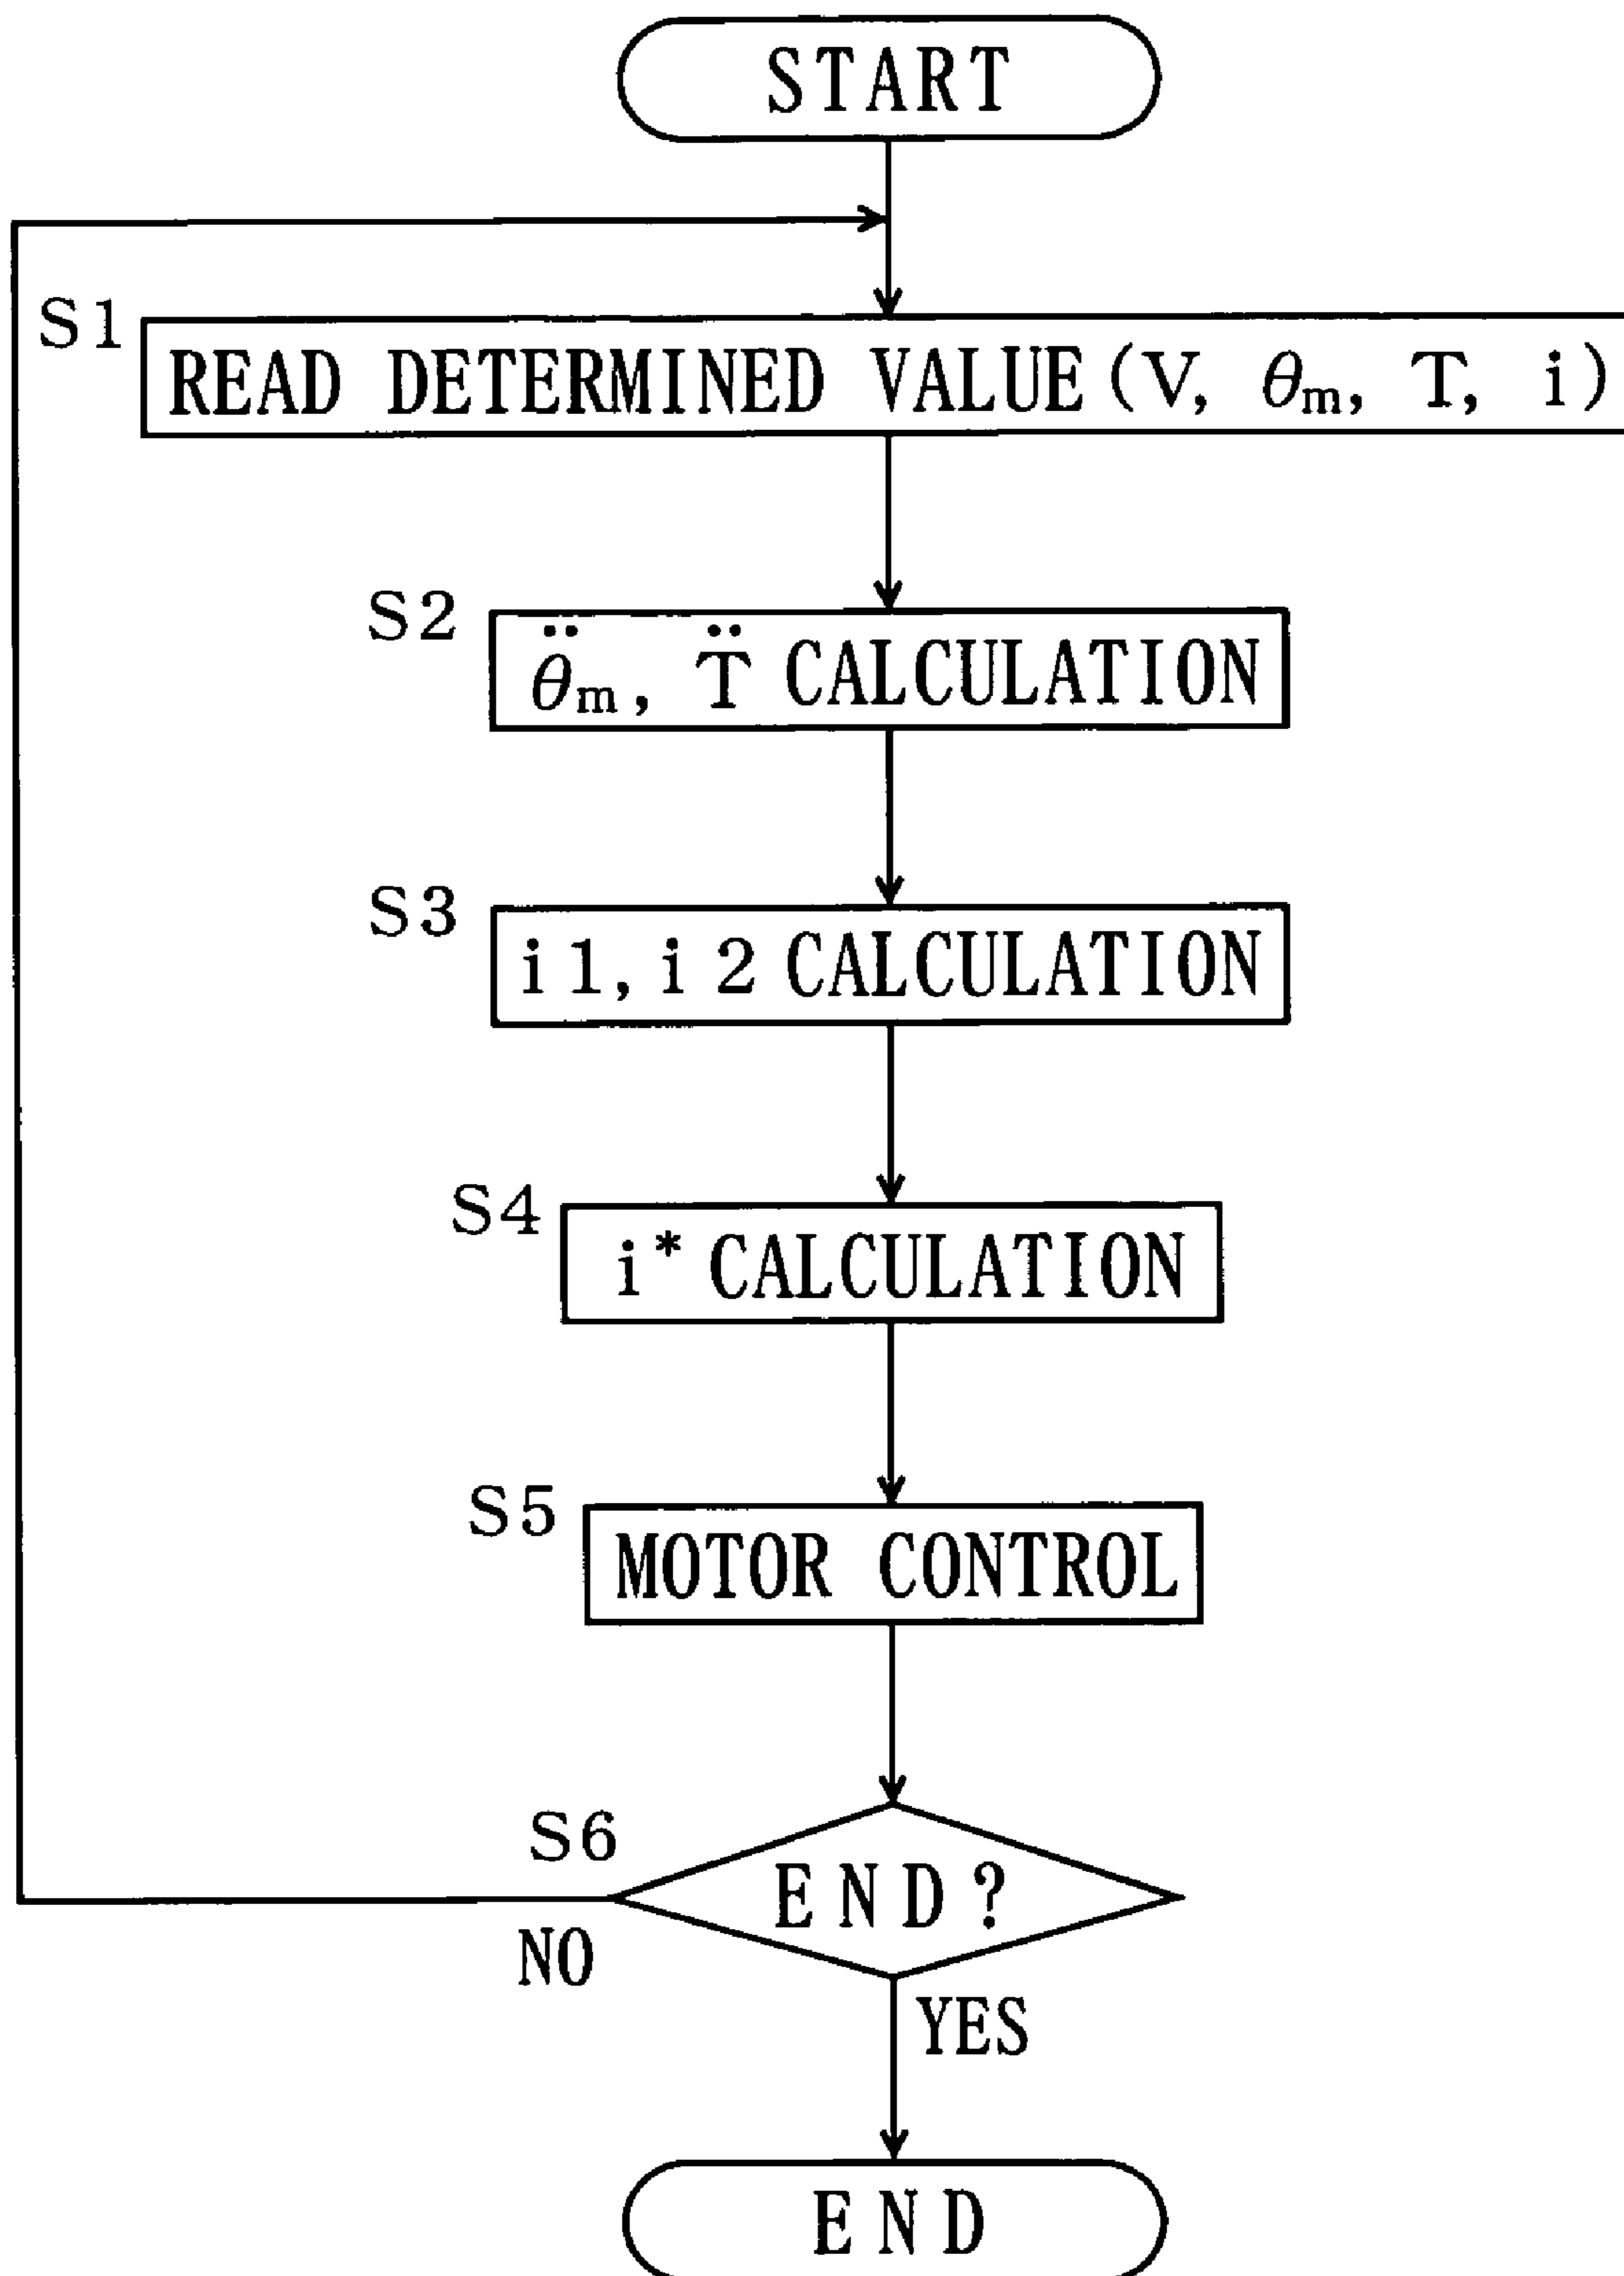 START
S1
READ DETERMINED VALUE(V, θm, T, i)
S2
θ̈m, T̈ CALCULATION
S3
i1, i2 CALCULATION
S4
i* CALCULATION
S5
MOTOR CONTROL
S6
END?
NO
YES
END